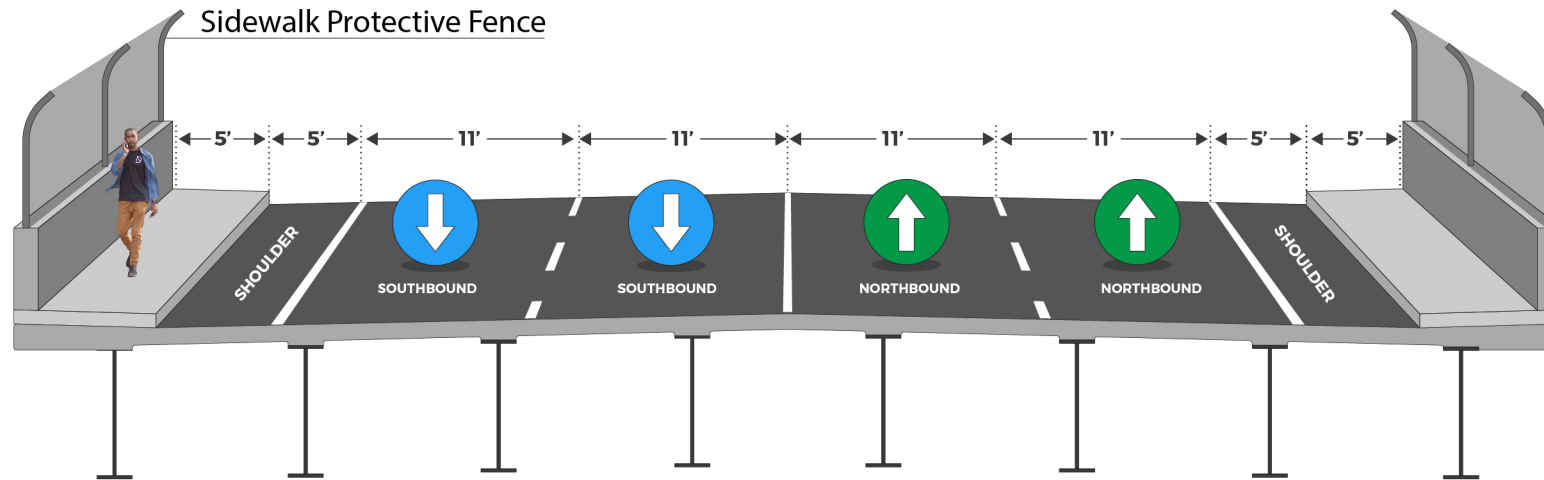 Sidewalk Protective Fence
5’ 5’ 11’ 11’ 11’ 11’ 5’ 5’
SHOULDER
SOUTHBOUND
SOUTHBOUND
NORTHBOUND
NORTHBOUND
SHOULDER